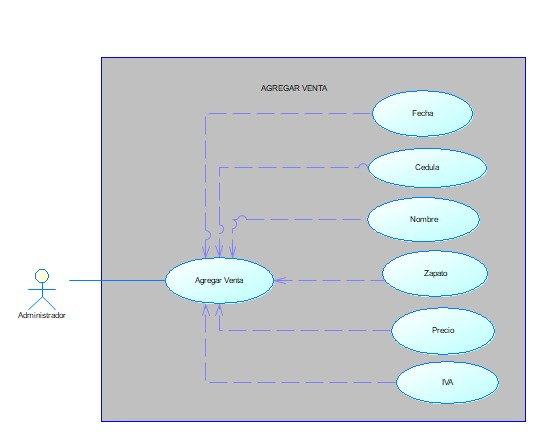 AGREGAR VENTA
Fecha
Cedula
Nombre
Zapato
Agregar Venta
Administrador
Precio
IVA